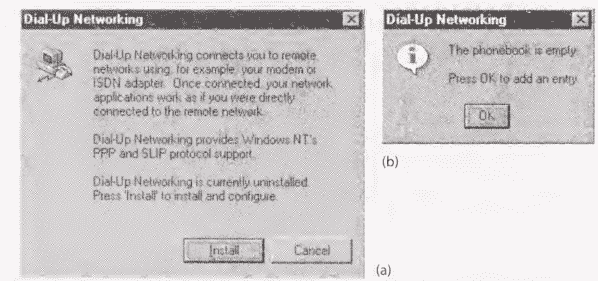 Dial-Up Networking
Dial-Up Networking connects you to remote
networks using, for example, your modem or
ISDN adapter. Once connected, your network
applications work as if you were directly
connected to the remote network.
Dial-Up Networking provides Windows NT's
PPP and SLIP protocol support.
Dial-Up Networking is currently uninstalled.
Press 'Install' to install and configure.
Install
Cancel
(a)
Dial-Up Networking
The phonebook is empty.
Press OK to add an entry.
OK
(b)